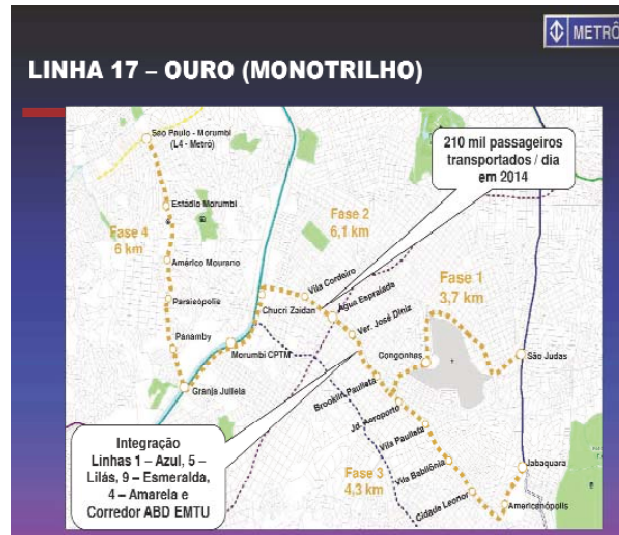 METRÔ
LINHA 17 – OURO (MONOTRILHO)
São Paulo - Morumbi
(L4 - Metrô)
210 mil passageiros
transportados / dia
em 2014
Estádio Morumbi
Fase 2
6,1 km
Fase 4
6 km
Américo Mourano
Fase 1
3,7 km
Vila Cordeiro
Água Espraiada
Paraisópolis
Chucri Zaidan
Ver. José Diniz
Panamby
Morumbi CPTM
Congonhas
São Judas
Granja Julieta
Brooklin Paulista
Jd. Aeroporto
Vila Paulista
Integração
Linhas 1 – Azul, 5 –
Lilás, 9 – Esmeralda,
4 – Amarela e
Corredor ABD EMTU
Fase 3
4,3 km
Vila Babilônia
Jabaquara
Cidade Leonor
Americanópolis